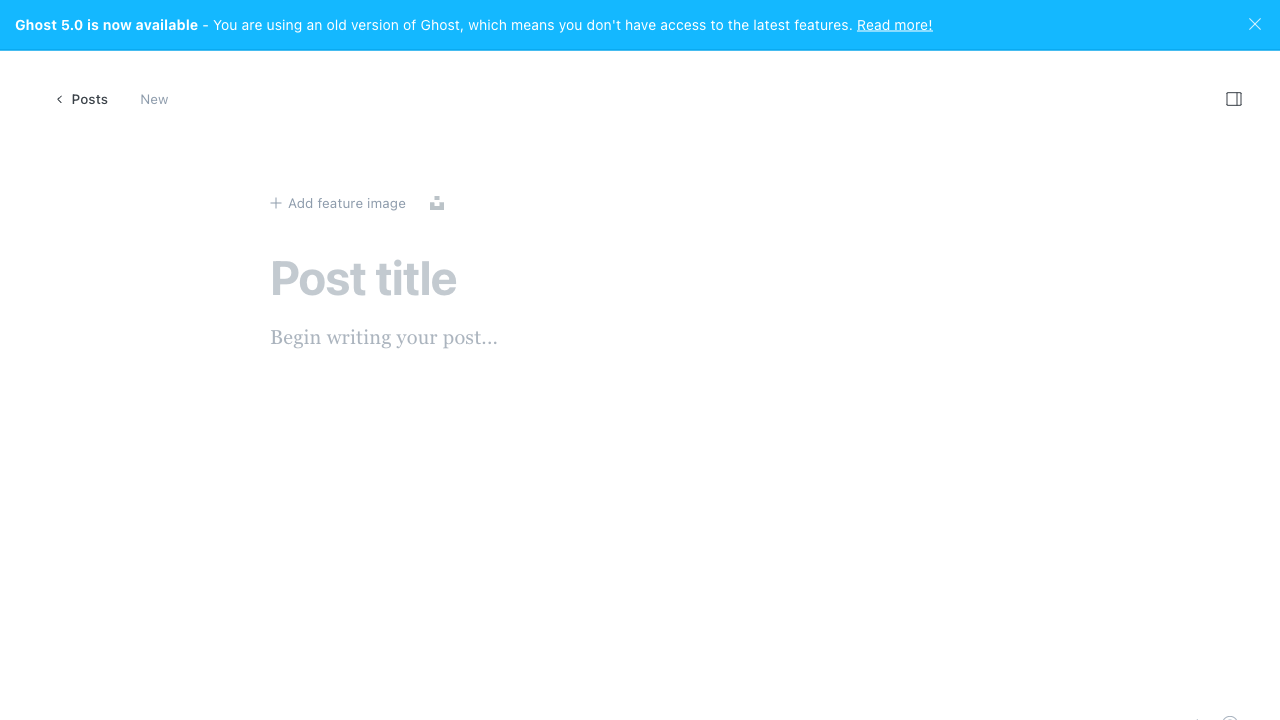 Ghost 5.0 is now available - You are using an old version of Ghost, which means you don't have access to the latest features. Read more!
Posts New
Add feature image
Post title
Begin writing your post...